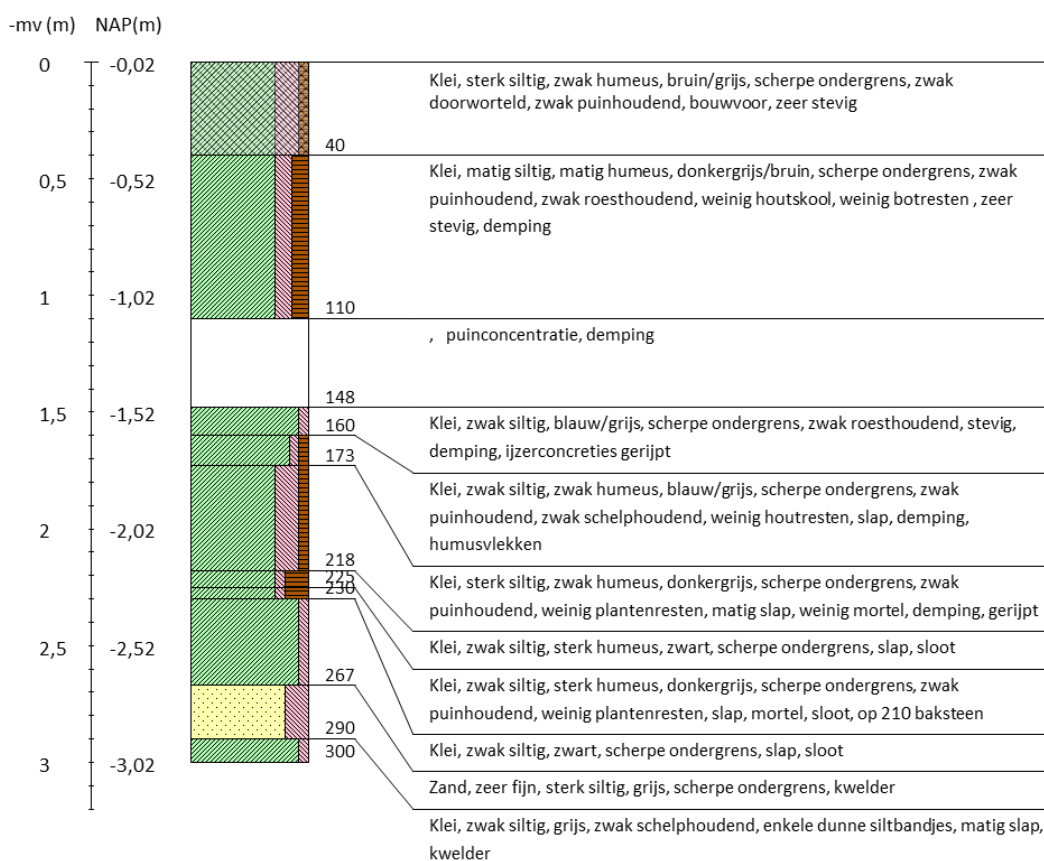 -mv (m) NAP(m)
0 -0,02
Klei, sterk siltig, zwak humeus, bruin/grijs, scherpe ondergrens, zwak
doorworteld, zwak puinhoudend, bouwvoor, zeer stevig
40
0,5 -0,52
Klei, matig siltig, matig humeus, donkergrijs/bruin, scherpe ondergrens, zwak
puinhoudend, zwak roesthoudend, weinig houtskool, weinig botresten , zeer
stevig, demping
1 -1,02
110
, puinconcentratie, demping
148
1,5 -1,52
Klei, zwak siltig, blauw/grijs, scherpe ondergrens, zwak roesthoudend, stevig,
demping, ijzerconcreties gerijpt
160
173
Klei, zwak siltig, zwak humeus, blauw/grijs, scherpe ondergrens, zwak
puinhoudend, zwak schelphoudend, weinig houtresten, slap, demping,
humusvlekken
2 -2,02
218
225
230
Klei, sterk siltig, zwak humeus, donkergrijs, scherpe ondergrens, zwak
puinhoudend, weinig plantenresten, matig slap, weinig mortel, demping, gerijpt
2,5 -2,52
Klei, zwak siltig, sterk humeus, zwart, scherpe ondergrens, slap, sloot
267
Klei, zwak siltig, sterk humeus, donkergrijs, scherpe ondergrens, zwak
puinhoudend, weinig plantenresten, slap, mortel, sloot, op 210 baksteen
290
Klei, zwak siltig, zwart, scherpe ondergrens, slap, sloot
300
3 -3,02
Zand, zeer fijn, sterk siltig, grijs, scherpe ondergrens, kwelder
Klei, zwak siltig, grijs, zwak schelphoudend, enkele dunne siltbandjes, matig slap,
kwelder